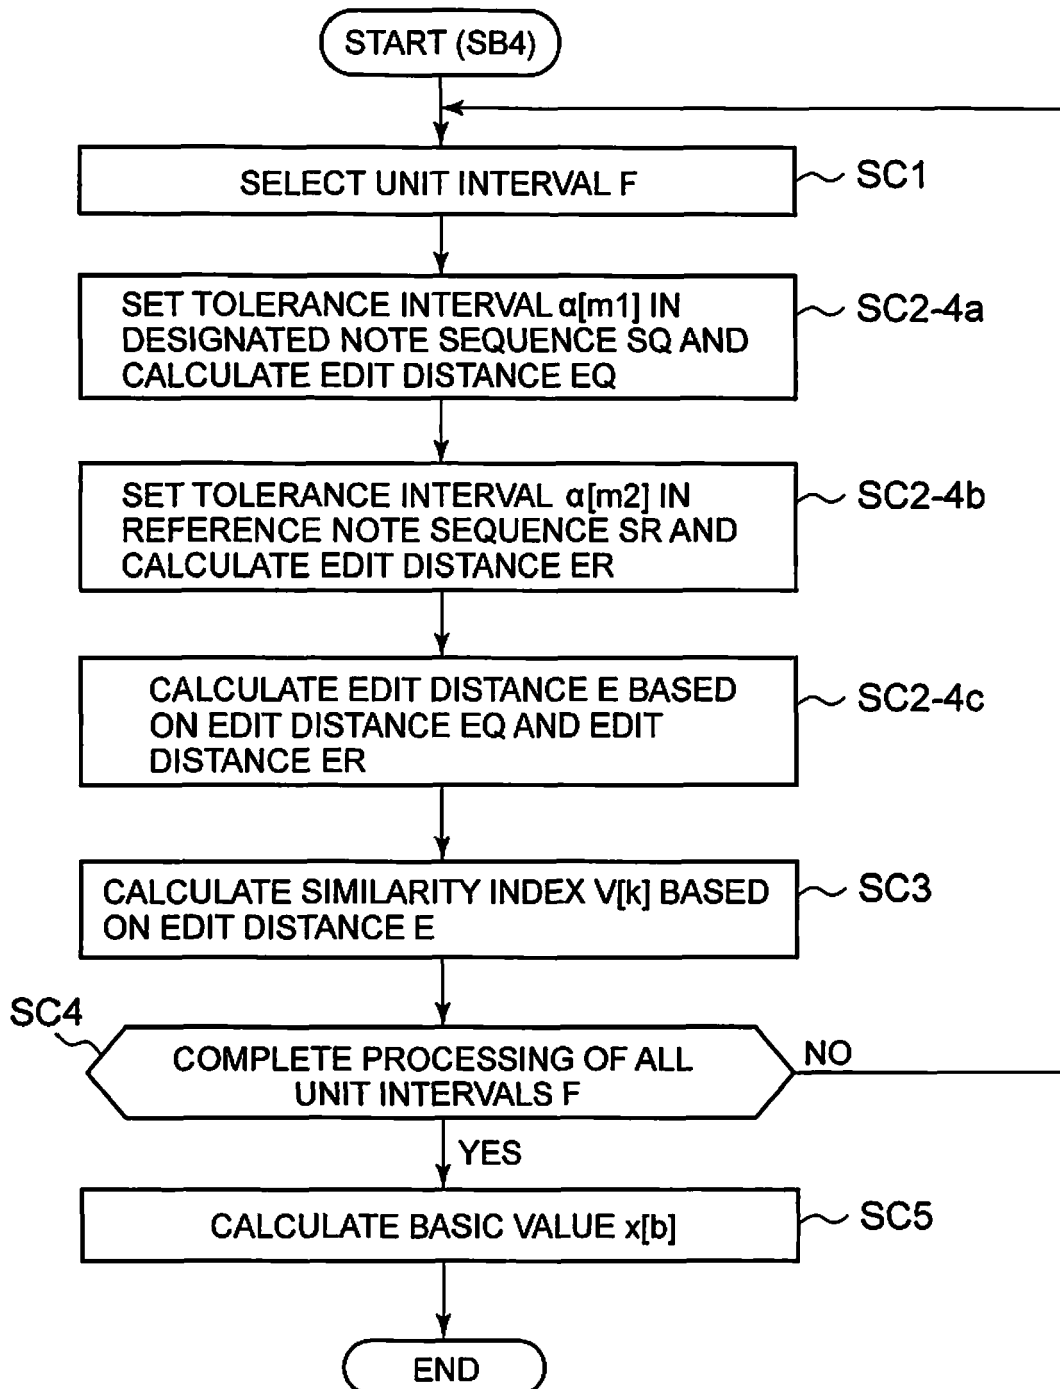 START (SB4)
SELECT UNIT INTERVAL F
SC1
SET TOLERANCE INTERVAL α[m1] IN
DESIGNATED NOTE SEQUENCE SQ AND
CALCULATE EDIT DISTANCE EQ
SC2-4a
SET TOLERANCE INTERVAL α[m2] IN
REFERENCE NOTE SEQUENCE SR AND
CALCULATE EDIT DISTANCE ER
SC2-4b
CALCULATE EDIT DISTANCE E BASED
ON EDIT DISTANCE EQ AND EDIT
DISTANCE ER
SC2-4c
CALCULATE SIMILARITY INDEX V[k] BASED
ON EDIT DISTANCE E
SC3
SC4
COMPLETE PROCESSING OF ALL
UNIT INTERVALS F
NO
YES
CALCULATE BASIC VALUE x[b]
SC5
END